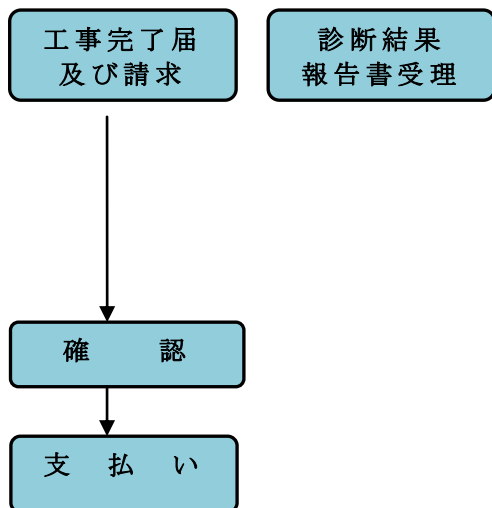 工事完了届
及び請求
診断結果
報告書受理
確　　認
支　払　い